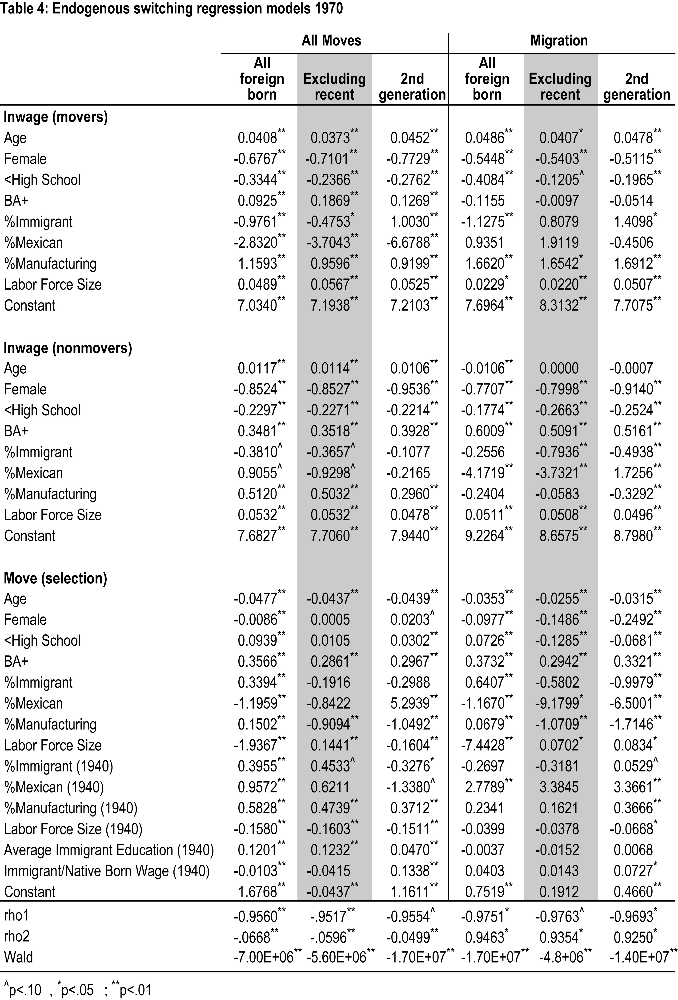 Table 4: Endogenous switching regression models 1970
All Moves Migration
All foreign born Excluding recent 2nd generation All foreign born Excluding recent 2nd generation
lnwage (movers)
Age 0.0408** 0.0373** 0.0452** 0.0486** 0.0407* 0.0478**
Female -0.6767** -0.7101** -0.7729** -0.5448** -0.5403** -0.5115**
<High School -0.3344** -0.2366** -0.2762** -0.4084** -0.1205^ -0.1965**
BA+ 0.0925** 0.1869** 0.1269** -0.1155 -0.0097 -0.0514
%Immigrant -0.9761** -0.4753* 1.0030** -1.1275** 0.8079 1.4098*
%Mexican -2.8320** -3.7043** -6.6788** 0.9351 1.9119 -0.4506
%Manufacturing 1.1593** 0.9596** 0.9199** 1.6620** 1.6542* 1.6912**
Labor Force Size 0.0489** 0.0567** 0.0525** 0.0229* 0.0220** 0.0507**
Constant 7.0340** 7.1938** 7.2103** 7.6964** 8.3132** 7.7075**
lnwage (nonmovers)
Age 0.0117** 0.0114** 0.0106** -0.0106** 0.0000 -0.0007
Female -0.8524** -0.8527** -0.9536** -0.7707** -0.7998** -0.9140**
<High School -0.2297** -0.2271** -0.2214** -0.1774** -0.2663** -0.2524**
BA+ 0.3481** 0.3518** 0.3928** 0.6009** 0.5091** 0.5161**
%Immigrant -0.3810^ -0.3657^ -0.1077 -0.2556 -0.7936** -0.4938**
%Mexican 0.9055^ -0.9298^ -0.2165 -4.1719** -3.7321** 1.7256**
%Manufacturing 0.5120** 0.5032** 0.2960** -0.2404 -0.0583 -0.3292**
Labor Force Size 0.0532** 0.0532** 0.0478** 0.0511** 0.0508** 0.0496**
Constant 7.6827** 7.7060** 7.9440** 9.2264** 8.6575** 8.7980**
Move (selection)
Age -0.0477** -0.0437** -0.0439** -0.0353** -0.0255** -0.0315**
Female -0.0086** 0.0005 0.0203^ -0.0977** -0.1486** -0.2492**
<High School 0.0939** 0.0105 0.0302** 0.0726** -0.1285** -0.0681**
BA+ 0.3566** 0.2861** 0.2967** 0.3732** 0.2942** 0.3321**
%Immigrant 0.3394** -0.1916 -0.2988 0.6407** -0.5802 -0.9979**
%Mexican -1.1959** -0.8422 5.2939** -1.1670** -9.1799* -6.5001**
%Manufacturing 0.1502** -0.9094** -1.0492** 0.0679** -1.0709** -1.7146**
Labor Force Size -1.9367** 0.1441** -0.1604** -7.4428** 0.0702* 0.0834*
%Immigrant (1940) 0.3955** 0.4533^ -0.3276* -0.2697 -0.3181 0.0529^
%Mexican (1940) 0.9572** 0.6211 -1.3380^ 2.7789** 3.3845 3.3661**
%Manufacturing (1940) 0.5828** 0.4739** 0.3712** 0.2341 0.1621 0.3666**
Labor Force Size (1940) -0.1580** -0.1603** -0.1511** -0.0399 -0.0378 -0.0668*
Average Immigrant Education (1940) 0.1201** 0.1232** 0.0470** -0.0037 -0.0152 0.0068
Immigrant/Native Born Wage (1940) -0.0103** -0.0415 0.1338** 0.0403 0.0143 0.0727*
Constant 1.6768** -0.0437** 1.1611** 0.7519** 0.1912 0.4660**
rho1 -0.9560** -.9517** -0.9554^ -0.9751* -0.9763^ -0.9693*
rho2 -.0668** -.0596** -0.0499** 0.9463* 0.9354* 0.9250*
Wald -7.00E+06** -5.60E+06** -1.70E+07** -1.70E+07** -4.8+06** -1.40E+07**
^p<.10 , *p<.05 ; **p<.01